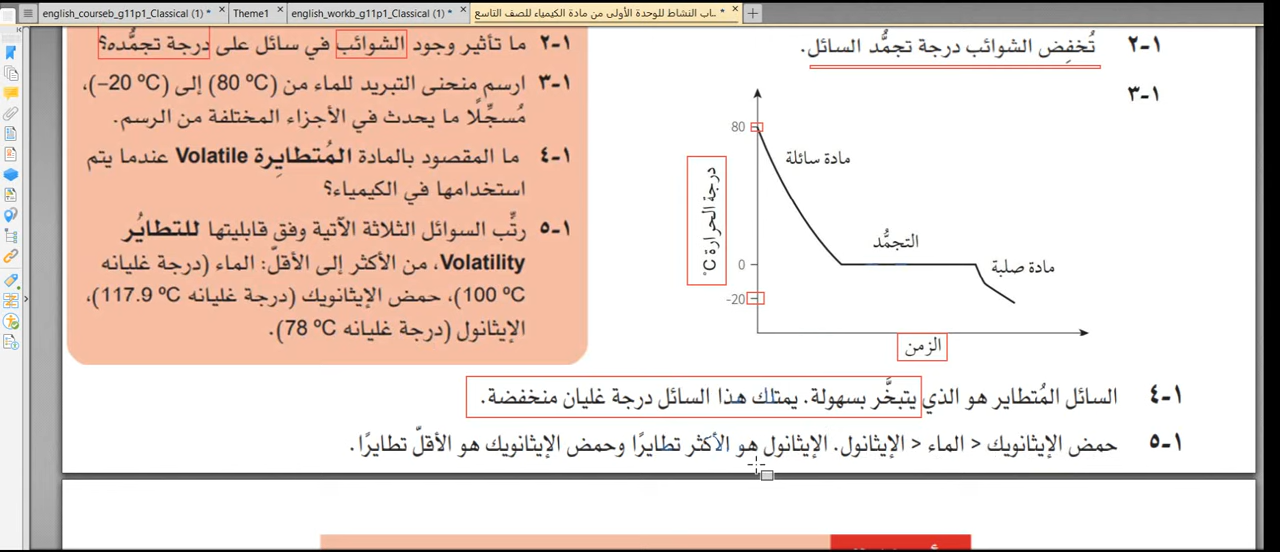 english_courseb_g11p1_Classical (1) *
Theme1
english_workb_g11p1_Classical (1) *
...اب النشاط للوحدة الأولى من مادة الكيمياء للصف التاسع *
١-٢ ما تأثير وجود الشوائب في سائل على درجة تجمُّده؟
١-٣ ارسم منحنى التبريد للماء من (80 ºC) إلى (20 ºC−)،
مُسجِّلًا ما يحدث في الأجزاء المختلفة من الرسم.
١-٤ ما المقصود بالمادة المُتطايِرة Volatile عندما يتم
استخدامها في الكيمياء؟
١-٥ رتِّب السوائل الثلاثة الآتية وفق قابليتها للتطايُر
Volatility، من الأكثر إلى الأقلّ: الماء (درجة غليانه
100 ºC)، حمض الإيثانويك (درجة غليانه 117.9 ºC)،
الإيثانول (درجة غليانه 78 ºC).
١-٢ تُخفِض الشوائب درجة تجمُّد السائل.
١-٣
80
مادة سائلة
درجة الحرارة °C
التجمُّد
0
مادة صلبة
-20
الزمن
١-٤ السائل المُتطاير هو الذي يتبخَّر بسهولة. يمتلك هذا السائل درجة غليان منخفضة.
١-٥ حمض الإيثانويك < الماء < الإيثانول. الإيثانول هو الأكثر تطايرًا وحمض الإيثانويك هو الأقلّ تطايرًا.